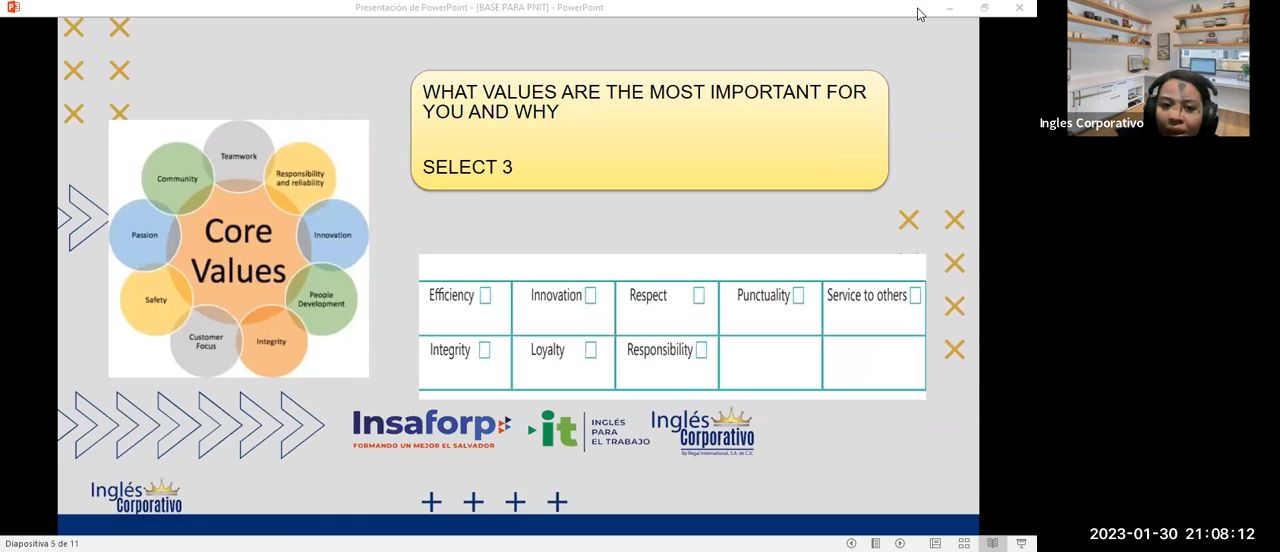 Presentación de PowerPoint - [BASE PARA PNIT] - PowerPoint
WHAT VALUES ARE THE MOST IMPORTANT FOR
YOU AND WHY
SELECT 3
Ingles Corporativo
Teamwork
Community
Responsibility
and reliability
Core
Values
Passion
Innovation
Safety
People
Development
Customer
Focus
Integrity
Efficiency
Innovation
Respect
Punctuality
Service to others
Integrity
Loyalty
Responsibility
Insaforp
FORMANDO UN MEJOR EL SALVADOR
it
INGLÉS
PARA
EL TRABAJO
Inglés
Corporativo
By Regal International, S.A. de C.V.
Inglés
Corporativo
Diapositiva 5 de 11
2023-01-30 21:08:12